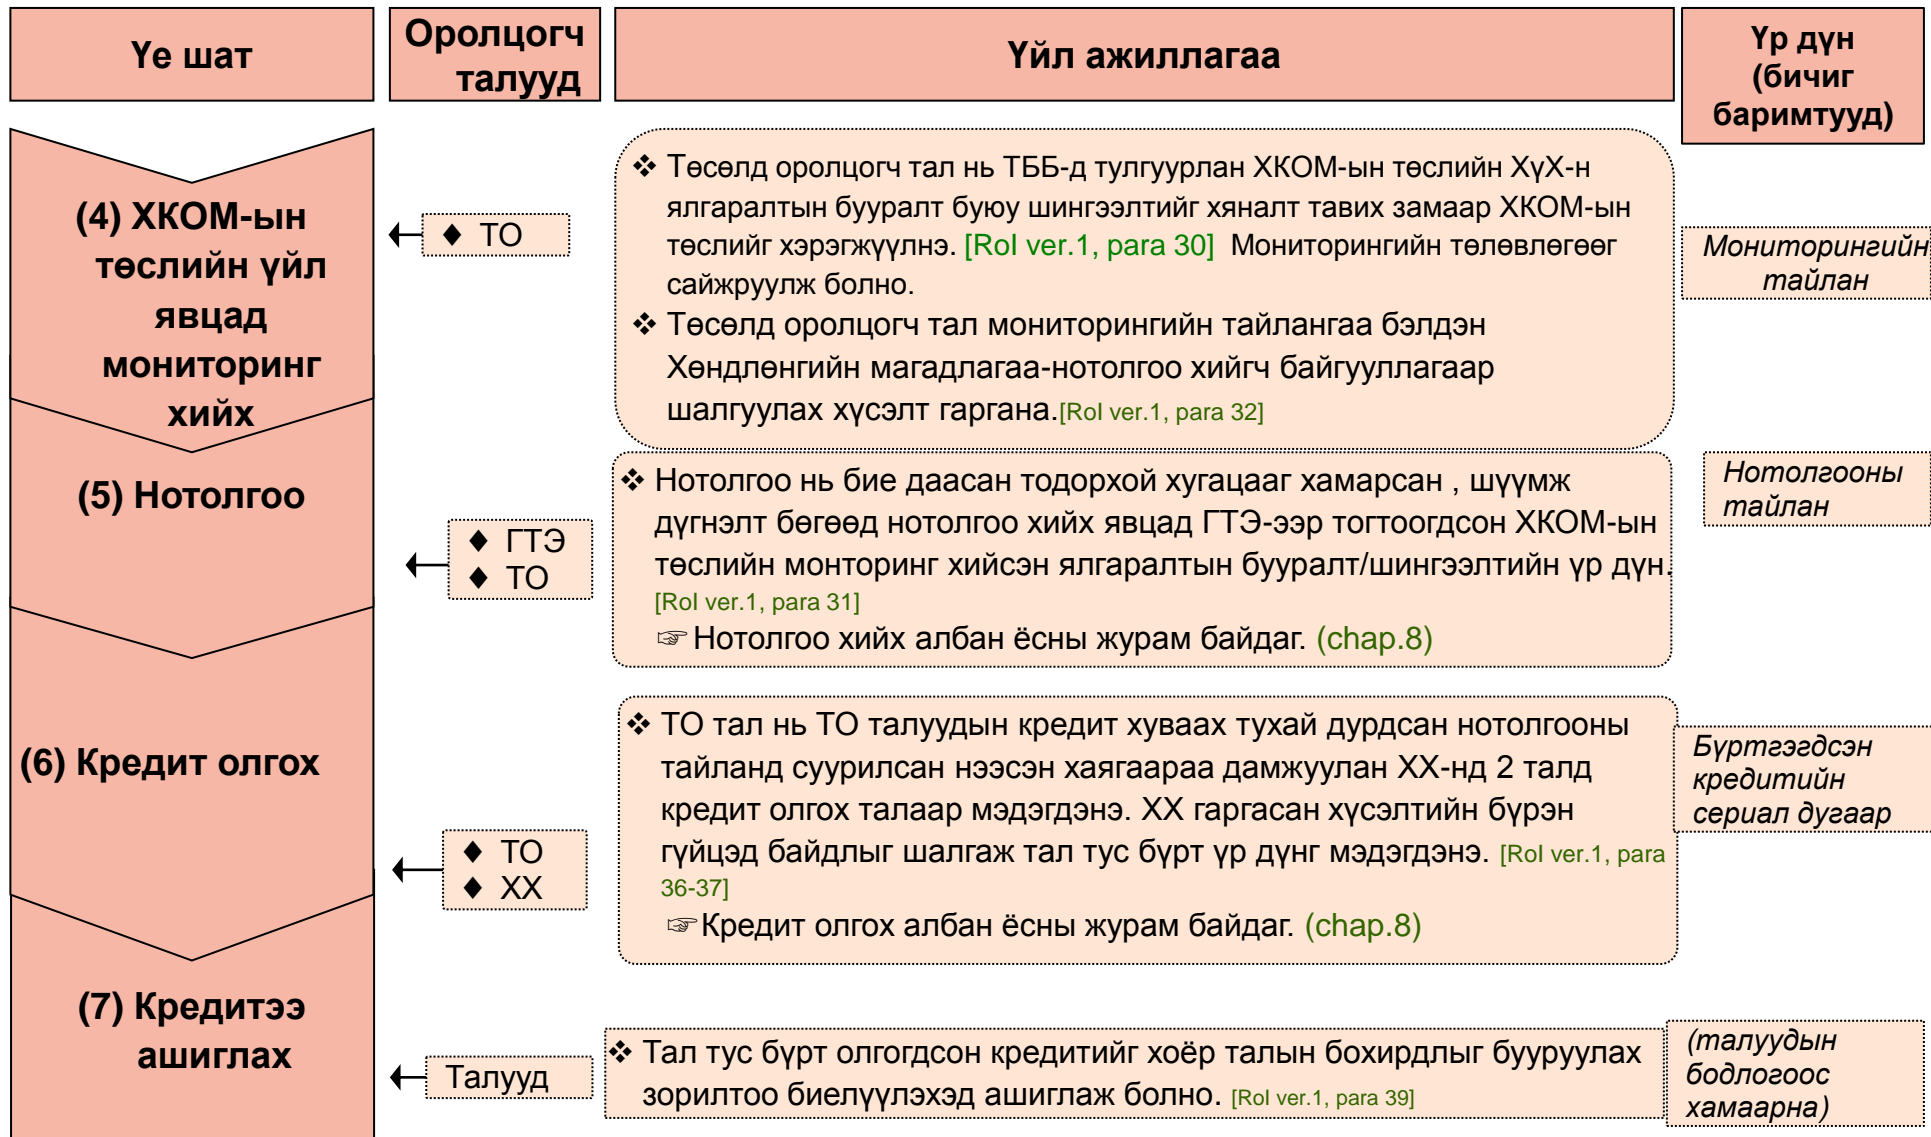 Үе шат
Оролцогч
талууд
Үйл ажиллагаа
Үр дүн
(бичиг
баримтууд)
(4) ХКОМ-ын
төслийн үйл
явцад
мониторинг
хийх
♦ ТО
❖ Төсөлд оролцогч тал нь ТББ-д тулгуурлан ХКОМ-ын төслийн ХүХ-н
ялгаралтын бууралт буюу шингээлтийг хяналт тавих замаар ХКОМ-ын
төслийг хэрэгжүүлнэ. [RoI ver.1, para 30] Мониторингийн төлөвлөгөөг
сайжруулж болно.
❖ Төсөлд оролцогч тал мониторингийн тайлангаа бэлдэн
Хөндлөнгийн магадлагаа-нотолгоо хийгч байгууллагаар
шалгуулах хүсэлт гаргана.[RoI ver.1, para 32]
Мониторингийн
тайлан
(5) Нотолгоо
♦ ГТЭ
♦ ТО
❖ Нотолгоо нь бие даасан тодорхой хугацааг хамарсан , шүүмж
дүгнэлт бөгөөд нотолгоо хийх явцад ГТЭ-ээр тогтоогдсон ХКОМ-ын
төслийн монторинг хийсэн ялгаралтын бууралт/шингээлтийн үр дүн.
[RoI ver.1, para 31]
☞ Нотолгоо хийх албан ёсны журам байдаг. (chap.8)
Нотолгооны
тайлан
(6) Кредит олгох
♦ ТО
♦ ХХ
❖ ТО тал нь ТО талуудын кредит хуваах тухай дурдсан нотолгооны
тайланд суурилсан нээсэн хаягаараа дамжуулан ХХ-нд 2 талд
кредит олгох талаар мэдэгдэнэ. ХХ гаргасан хүсэлтийн бүрэн
гүйцэд байдлыг шалгаж тал тус бүрт үр дүнг мэдэгдэнэ. [RoI ver.1, para
36-37]
☞ Кредит олгох албан ёсны журам байдаг. (chap.8)
Бүртгэгдсэн
кредитийн
сериал дугаар
(7) Кредитээ
ашиглах
Талууд
❖ Тал тус бүрт олгогдсон кредитийг хоёр талын бохирдлыг бууруулах
зорилтоо биелүүлэхэд ашиглаж болно. [RoI ver.1, para 39]
(талуудын
бодлогоос
хамаарна)